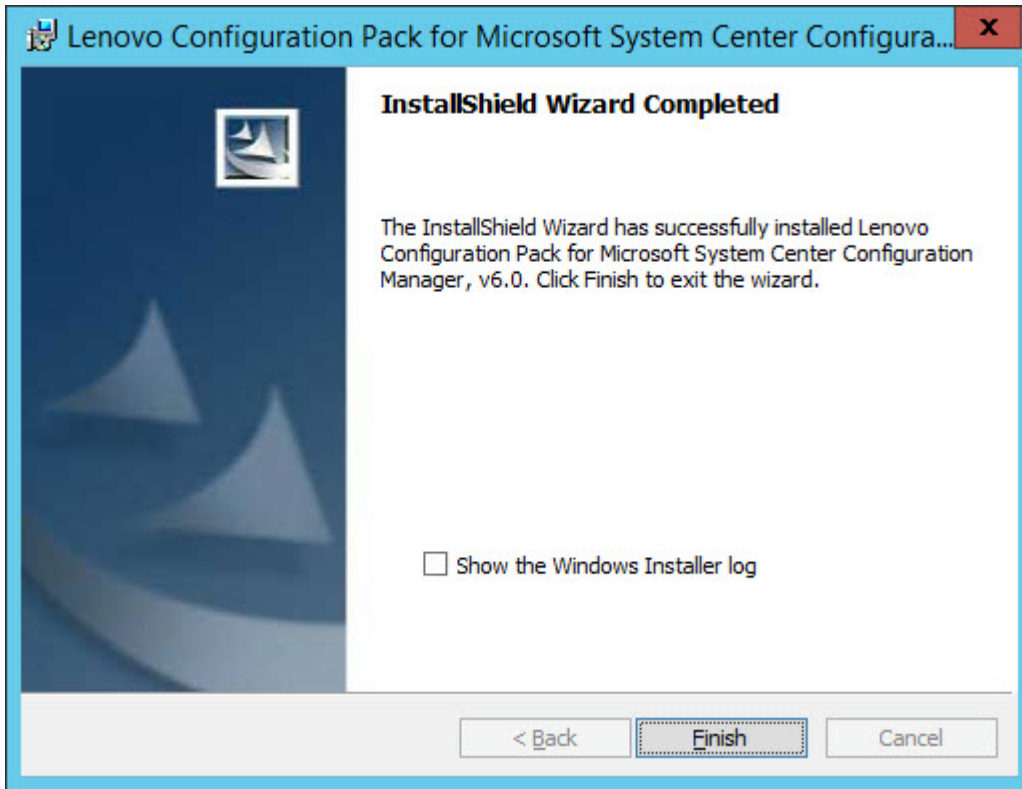 Lenovo Configuration Pack for Microsoft System Center Configura...
x
InstallShield Wizard Completed
The InstallShield Wizard has successfully installed Lenovo
Configuration Pack for Microsoft System Center Configuration
Manager, v6.0. Click Finish to exit the wizard.
Show the Windows Installer log
< Back
Finish
Cancel